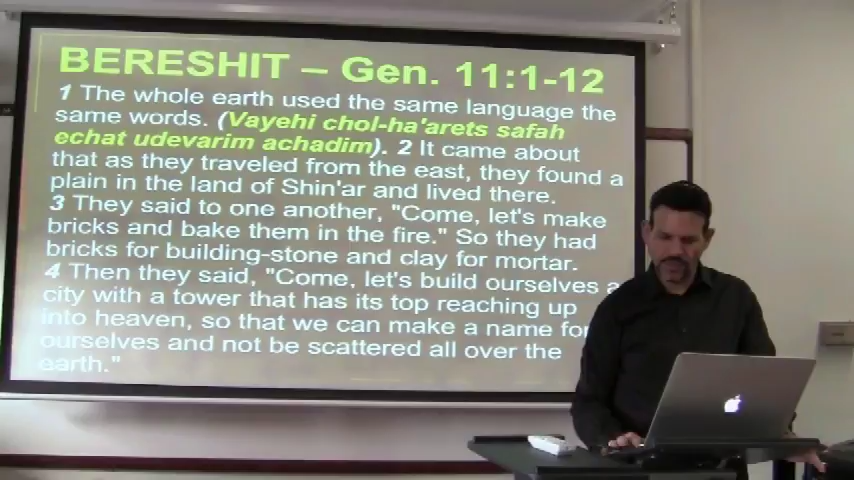 BERESHIT – Gen. 11:1-12
1 The whole earth used the same language the
same words. (Vayehi chol-ha'arets safah
echat udevarim achadim). 2 It came about
that as they traveled from the east, they found a
plain in the land of Shin'ar and lived there.
3 They said to one another, "Come, let's make
bricks and bake them in the fire." So they had
bricks for building-stone and clay for mortar.
4 Then they said, "Come, let's build ourselves a
city with a tower that has its top reaching up
into heaven, so that we can make a name for
ourselves and not be scattered all over the
earth."